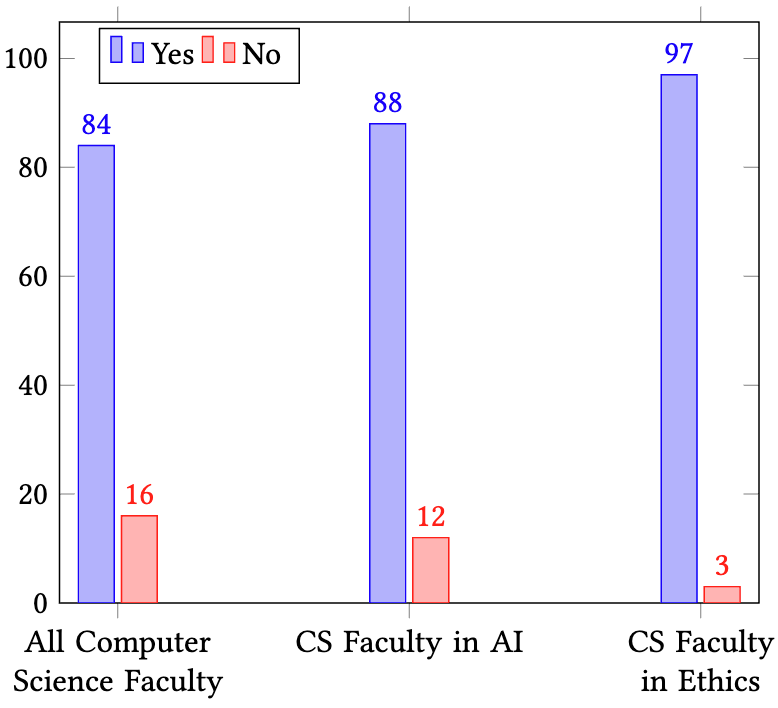 100
80
60
40
20
0
Yes No
84
16
88
12
97
3
All Computer
Science Faculty
CS Faculty in AI
CS Faculty
in Ethics